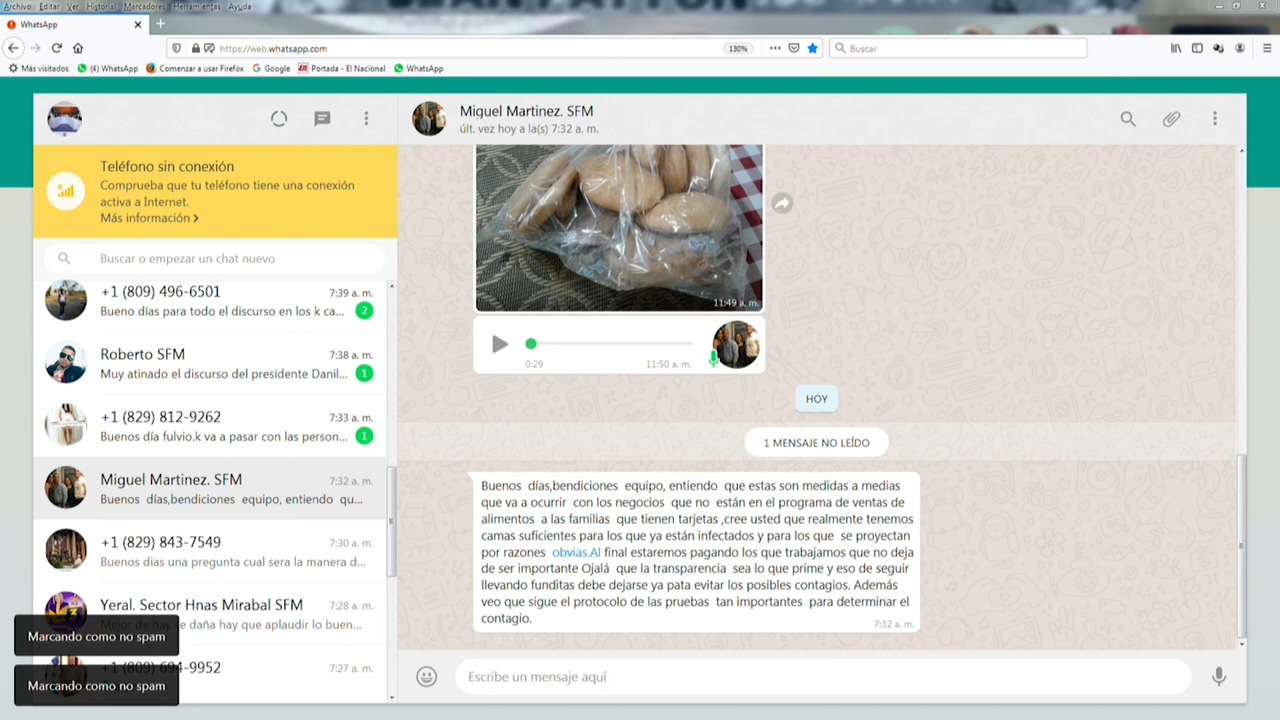 Archivo Editar Ver Historial Marcadores Herramientas Ayuda
WhatsApp
https://web.whatsapp.com
130%
Buscar
Más visitados
(4) WhatsApp
Comenzar a usar Firefox
Google
Portada - El Nacional
WhatsApp
Miguel Martinez. SFM
últ. vez hoy a la(s) 7:32 a. m.
Teléfono sin conexión
Comprueba que tu teléfono tiene una conexión
activa a Internet.
Más información
Buscar o empezar un chat nuevo
+1 (809) 496-6501
7:39 a. m.
Bueno días para todo el discurso en los k ca...
2
Roberto SFM
7:38 a. m.
Muy atinado el discurso del presidente Danil...
1
+1 (829) 812-9262
7:33 a. m.
Buenos día fulvio.k va a pasar con las person...
1
Miguel Martinez. SFM
7:32 a. m.
Buenos días,bendiciones equipo, entiendo qu...
+1 (829) 843-7549
7:30 a. m.
Buenos dias una pregunta cual sera la manera d...
Yeral. Sector Hnas Mirabal SFM
7:28 a. m.
Mejor de hay se daña hay que aplaudir lo buen...
+1 (809) 694-9952
7:27 a. m.
Marcando como no spam
Marcando como no spam
11:49 a. m.
0:29
11:50 a. m.
HOY
1 MENSAJE NO LEÍDO
Buenos días,bendiciones equipo, entiendo que estas son medidas a medias
que va a ocurrir con los negocios que no están en el programa de ventas de
alimentos a las familias que tienen tarjetas ,cree usted que realmente tenemos
camas suficientes para los que ya están infectados y para los que se proyectan
por razones obvias.Al final estaremos pagando los que trabajamos que no deja
de ser importante Ojalá que la transparencia sea lo que prime y eso de seguir
llevando funditas debe dejarse ya pata evitar los posibles contagios. Además
veo que sigue el protocolo de las pruebas tan importantes para determinar el
contagio.
7:32 a. m.
Escribe un mensaje aquí